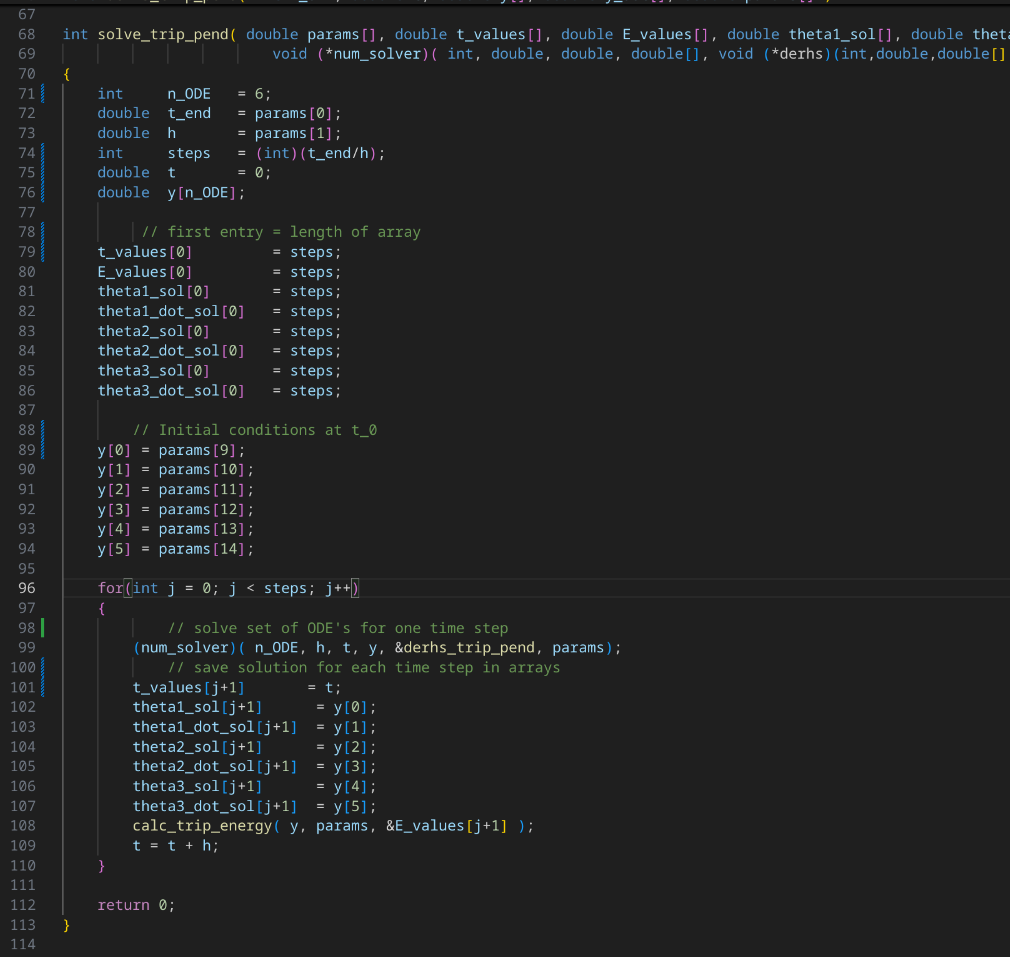 67
68 int solve_trip_pend( double params[], double t_values[], double E_values[], double theta1_sol[], double
69 void (*num_solver)( int, double, double, double[], void (*derhs)(int,double,double[]
70 {
71 int n_ODE = 6;
72 double t_end = params[0];
73 double h = params[1];
74 int steps = (int)(t_end/h);
75 double t = 0;
76 double y[n_ODE];
77
78 // first entry = length of array
79 t_values[0] = steps;
80 E_values[0] = steps;
81 theta1_sol[0] = steps;
82 theta1_dot_sol[0] = steps;
83 theta2_sol[0] = steps;
84 theta2_dot_sol[0] = steps;
85 theta3_sol[0] = steps;
86 theta3_dot_sol[0] = steps;
87
88 // Initial conditions at t_0
89 y[0] = params[9];
90 y[1] = params[10];
91 y[2] = params[11];
92 y[3] = params[12];
93 y[4] = params[13];
94 y[5] = params[14];
95
96 for(int j = 0; j < steps; j++)
97 {
98 // solve set of ODE's for one time step
99 (num_solver)( n_ODE, h, t, y, &derhs_trip_pend, params);
100 // save solution for each time step in arrays
101 t_values[j+1] = t;
102 theta1_sol[j+1] = y[0];
103 theta1_dot_sol[j+1] = y[1];
104 theta2_sol[j+1] = y[2];
105 theta2_dot_sol[j+1] = y[3];
106 theta3_sol[j+1] = y[4];
107 theta3_dot_sol[j+1] = y[5];
108 calc_trip_energy( y, params, &E_values[j+1] );
109 t = t + h;
110 }
111
112 return 0;
113 }
114